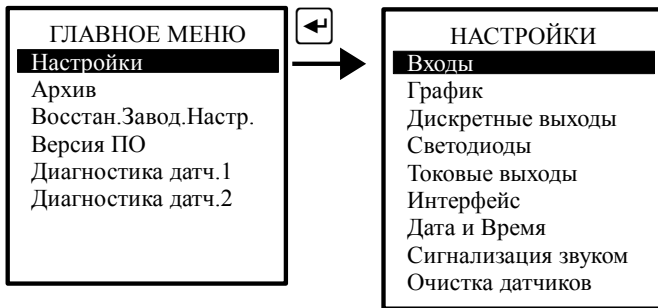 ГЛАВНОЕ МЕНЮ
Настройки
Архив
Восстан.Завод.Настр.
Версия ПО
Диагностика датч.1
Диагностика датч.2
НАСТРОЙКИ
Входы
График
Дискретные выходы
Светодиоды
Токовые выходы
Интерфейс
Дата и Время
Сигнализация звуком
Очистка датчиков